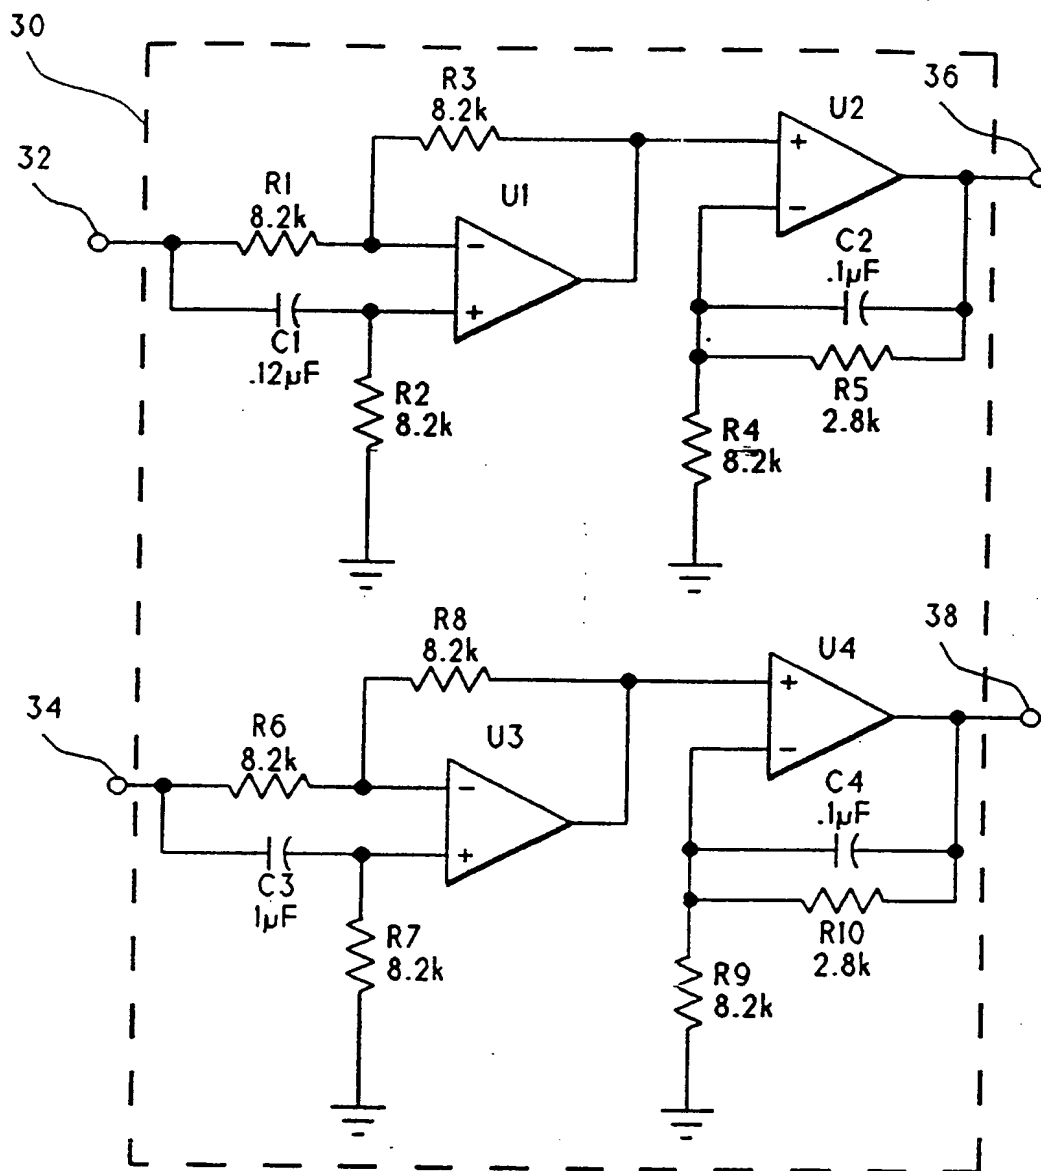 30
36
R3
8.2k
U2
+
32
R1
8.2k
U1
−
−
C2
.1µF
+
C1
.12µF
R2
8.2k
R5
2.8k
R4
8.2k
38
R8
8.2k
U4
34
+
R6
8.2k
U3
−
−
C4
.1µF
+
C3
1µF
R7
8.2k
R10
2.8k
R9
8.2k